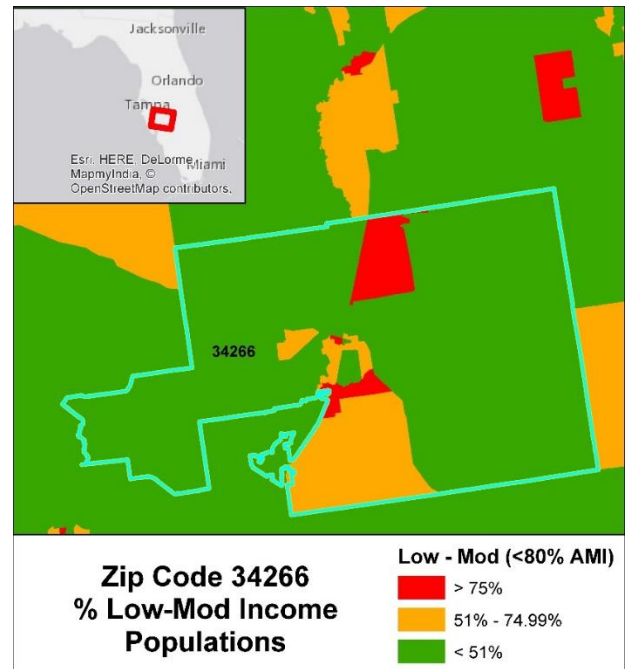 Jacksonville
Orlando
Tampa
Miami
Esri, HERE, DeLorme,
MapmyIndia, ©
OpenStreetMap contributors.
34266
Zip Code 34266
% Low-Mod Income
Populations
Low - Mod (<80% AMI)
> 75%
51% - 74.99%
< 51%